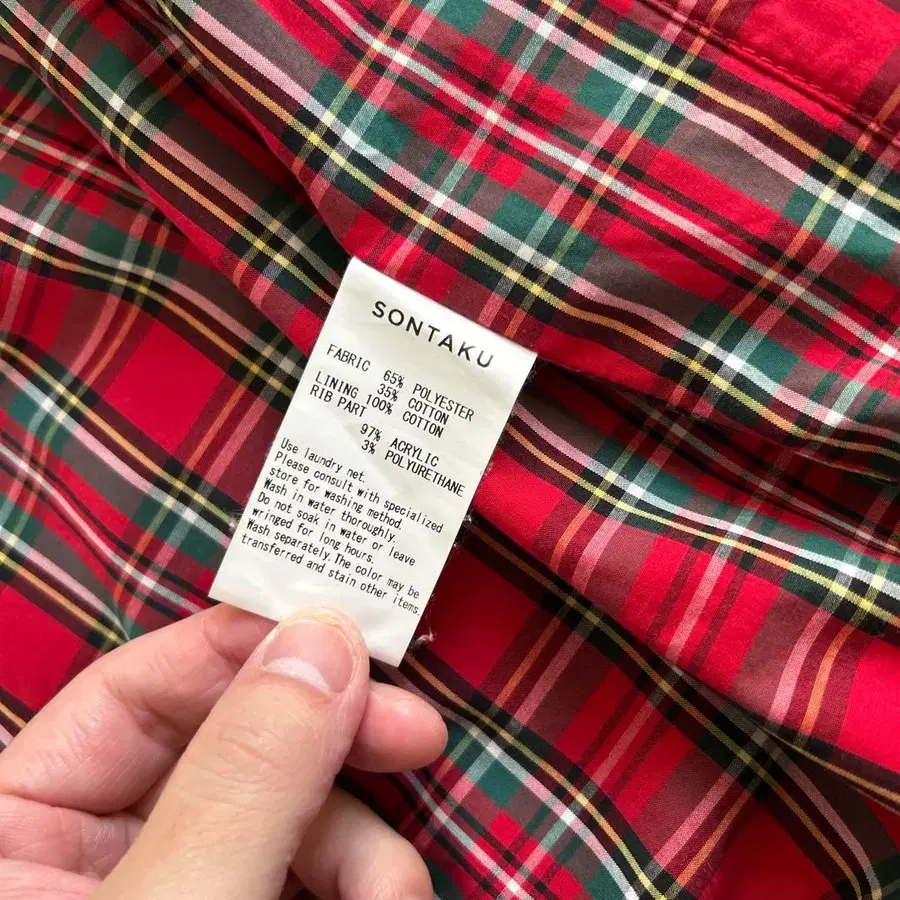 SONTAKU
FABRIC 65% POLYESTER
35% COTTON
LINING 100% COTTON
RIB PART
97% ACRYLIC
3% POLYURETHANE
Use laundry net.
Please consult with specialized
store for washing method.
Wash in water thoroughly.
Do not soak in water or leave
wringed for long hours.
Wash separately. The color may be
transferred and stain other items.